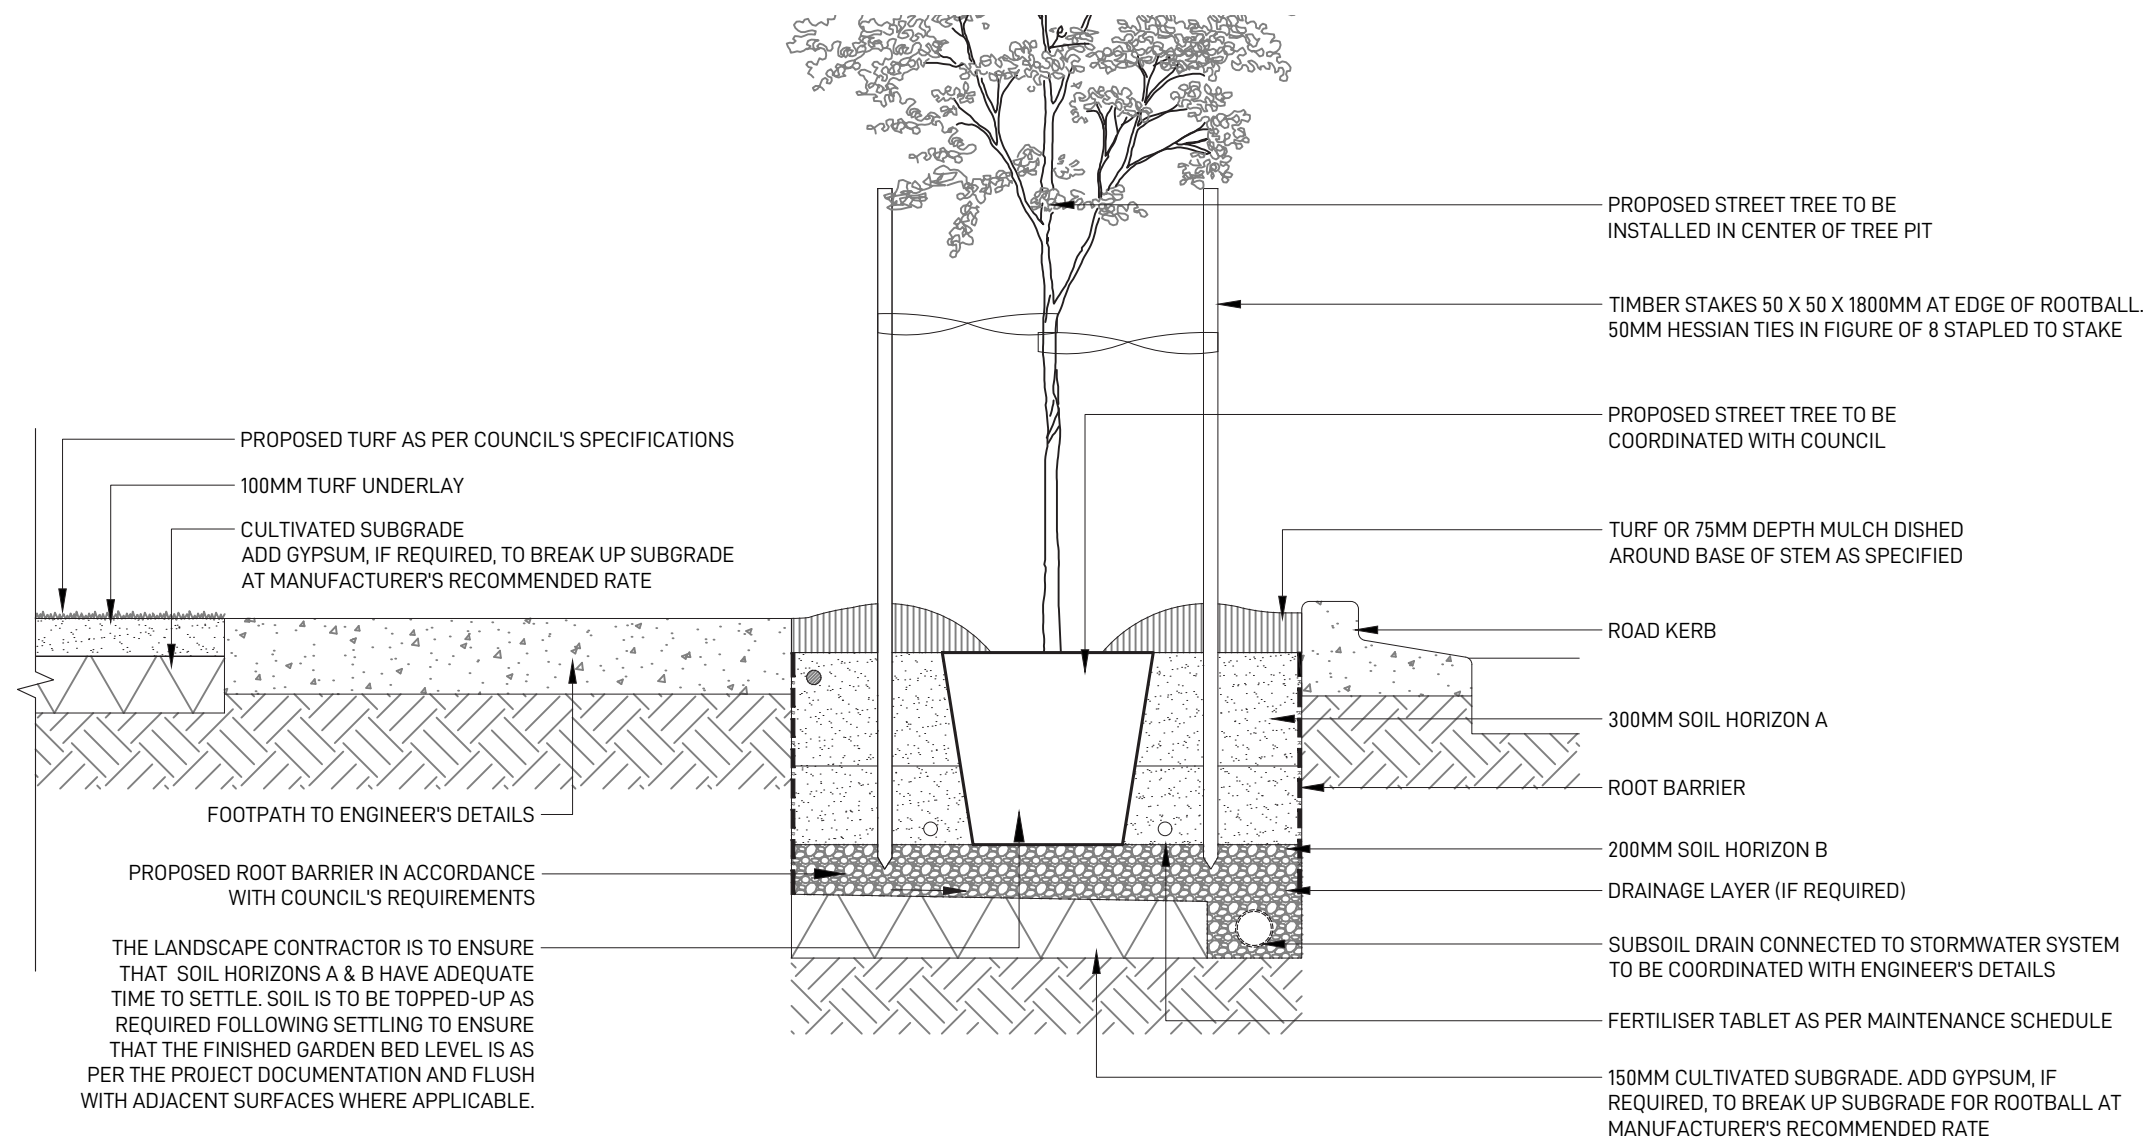 PROPOSED STREET TREE TO BE
INSTALLED IN CENTER OF TREE PIT
TIMBER STAKES 50 X 50 X 1800MM AT EDGE OF ROOTBALL.
50MM HESSIAN TIES IN FIGURE OF 8 STAPLED TO STAKE
PROPOSED STREET TREE TO BE
COORDINATED WITH COUNCIL
PROPOSED TURF AS PER COUNCIL'S SPECIFICATIONS
100MM TURF UNDERLAY
CULTIVATED SUBGRADE
ADD GYPSUM, IF REQUIRED, TO BREAK UP SUBGRADE
AT MANUFACTURER'S RECOMMENDED RATE
TURF OR 75MM DEPTH MULCH DISHED
AROUND BASE OF STEM AS SPECIFIED
ROAD KERB
300MM SOIL HORIZON A
ROOT BARRIER
FOOTPATH TO ENGINEER'S DETAILS
200MM SOIL HORIZON B
PROPOSED ROOT BARRIER IN ACCORDANCE
WITH COUNCIL'S REQUIREMENTS
DRAINAGE LAYER (IF REQUIRED)
THE LANDSCAPE CONTRACTOR IS TO ENSURE
THAT SOIL HORIZONS A & B HAVE ADEQUATE
TIME TO SETTLE. SOIL IS TO BE TOPPED-UP AS
REQUIRED FOLLOWING SETTLING TO ENSURE
THAT THE FINISHED GARDEN BED LEVEL IS AS
PER THE PROJECT DOCUMENTATION AND FLUSH
WITH ADJACENT SURFACES WHERE APPLICABLE.
SUBSOIL DRAIN CONNECTED TO STORMWATER SYSTEM
TO BE COORDINATED WITH ENGINEER'S DETAILS
FERTILISER TABLET AS PER MAINTENANCE SCHEDULE
150MM CULTIVATED SUBGRADE. ADD GYPSUM, IF
REQUIRED, TO BREAK UP SUBGRADE FOR ROOTBALL AT
MANUFACTURER'S RECOMMENDED RATE